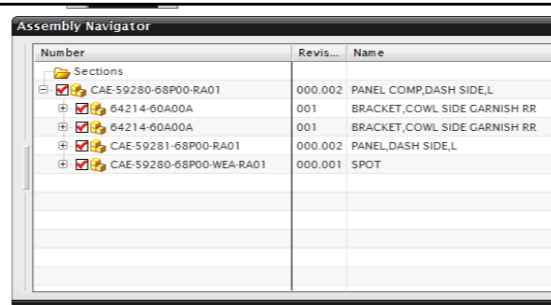 Assembly Navigator
Number Revis... Name
Sections
CAE-59280-68P00-RA01 000.002 PANEL COMP,DASH SIDE,L
64214-60A00A 001 BRACKET,COWL SIDE GARNISH RR
64214-60A00A 001 BRACKET,COWL SIDE GARNISH RR
CAE-59281-68P00-RA01 000.002 PANEL,DASH SIDE,L
CAE-59280-68P00-WEA-RA01 000.001 SPOT